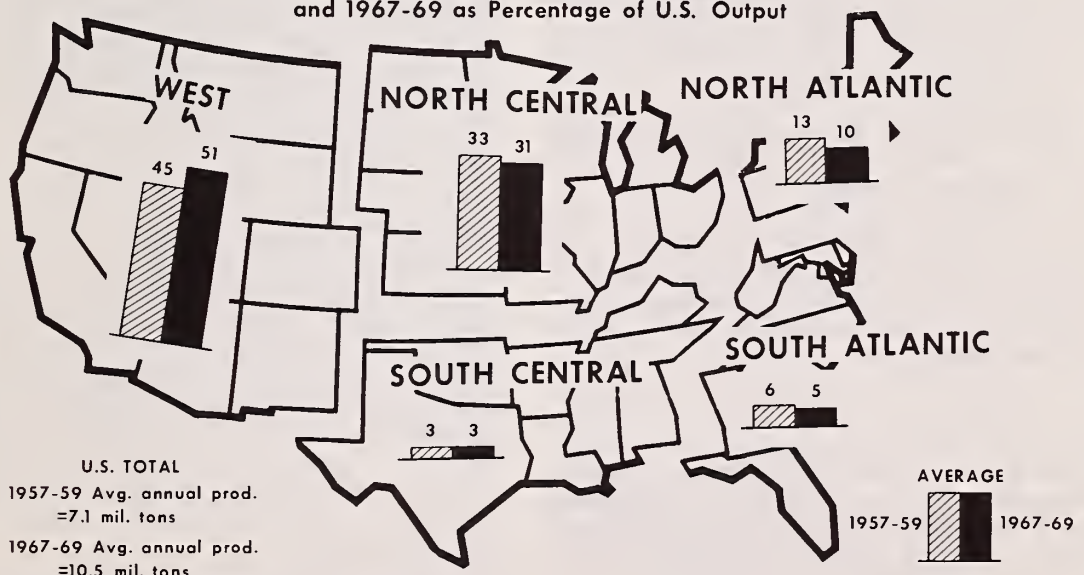 and 1967-69 as Percentage of U.S. Output
WEST
NORTH CENTRAL
NORTH ATLANTIC
45 51
33 31
13 10
SOUTH CENTRAL
SOUTH ATLANTIC
3 3
6 5
U.S. TOTAL
1957-59 Avg. annual prod.
=7.1 mil. tons
1967-69 Avg. annual prod.
=10.5 mil. tons
AVERAGE
1957-59 1967-69